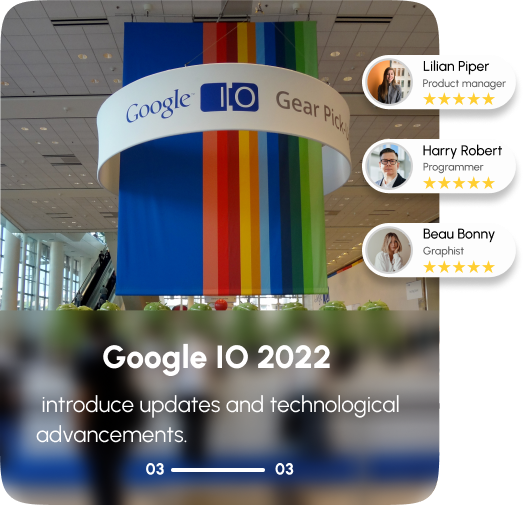 Google IO Gear Pick-
Lilian Piper
Product manager
Harry Robert
Programmer
Beau Bonny
Graphist
Google IO 2022
introduce updates and technological
advancements.
03 03